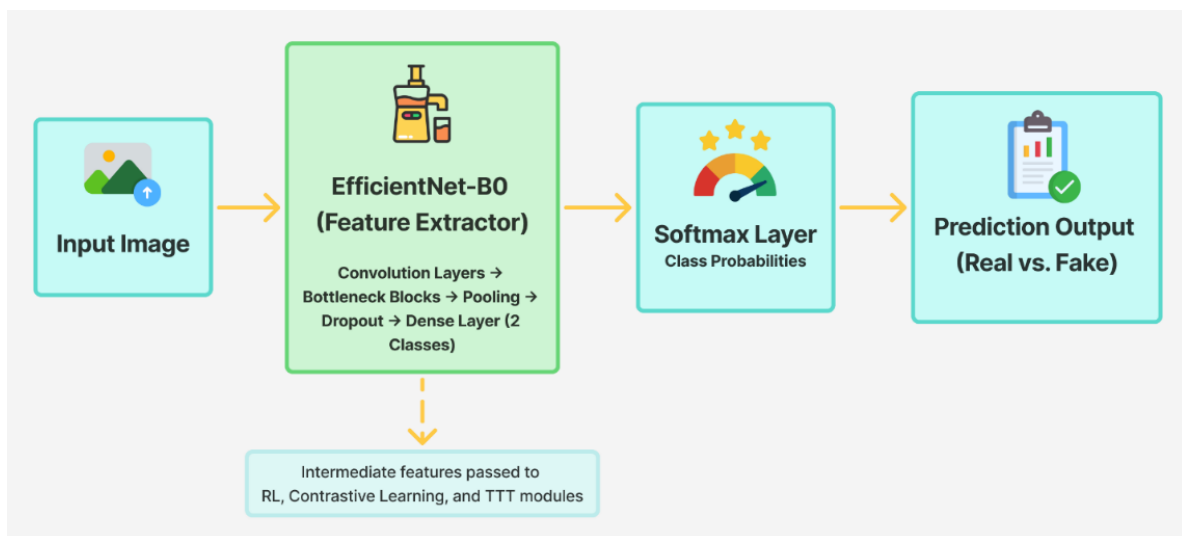 Input Image
EfficientNet-B0
(Feature Extractor)
Convolution Layers →
Bottleneck Blocks → Pooling →
Dropout → Dense Layer (2
Classes)
Intermediate features passed to
RL, Contrastive Learning, and TTT modules
Softmax Layer
Class Probabilities
Prediction Output
(Real vs. Fake)